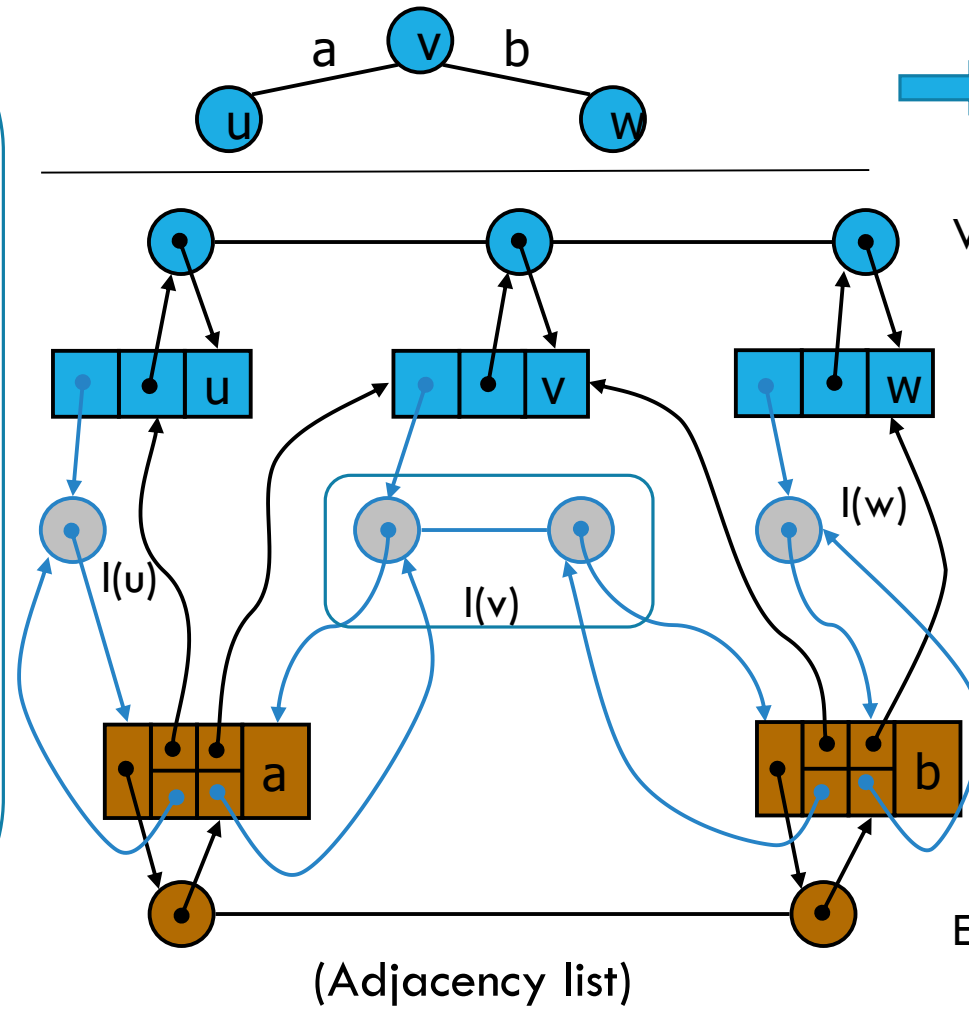 v
a b
u w
V
u v w
I(w)
I(u)
I(v)
a b
E
(Adjacency list)